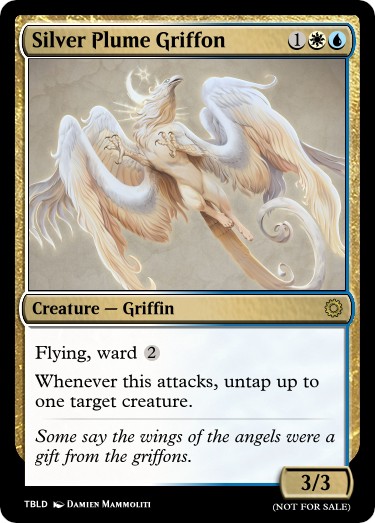 Silver Plume Griffon 1
Creature — Griffin
Flying, ward 2
Whenever this attacks, untap up to
one target creature.
Some say the wings of the angels were a
gift from the griffons.
3/3
TBLD Damien Mammoliti
(NOT FOR SALE)